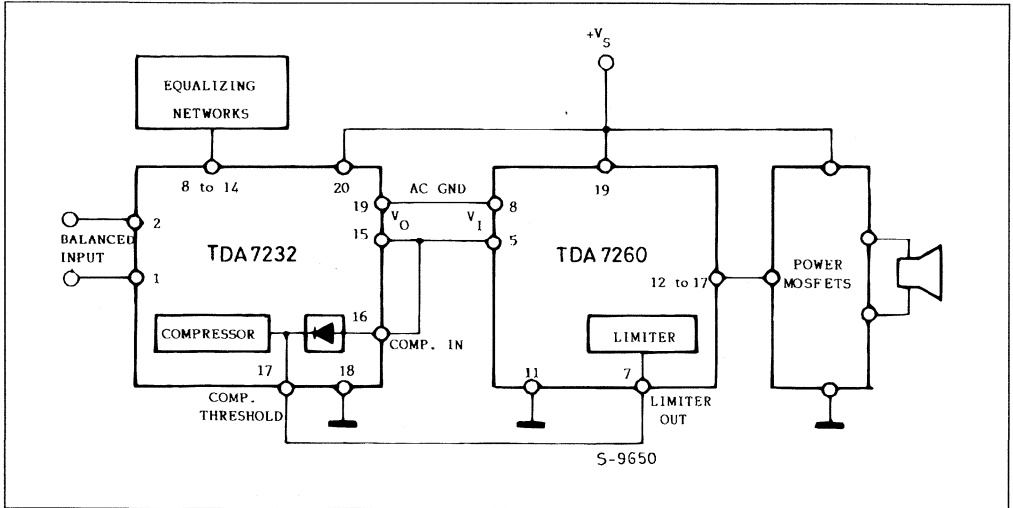 +VS
EQUALIZING
NETWORKS
8 to 14
20
19
19
AC GND
8
2
VO
VI
BALANCED
INPUT
15
5
TDA7232
TDA7260
POWER
MOSFETS
1
12 to 17
COMPRESSOR
16
LIMITER
COMP. IN
17
18
11
7
COMP.
THRESHOLD
LIMITER
OUT
S-9650